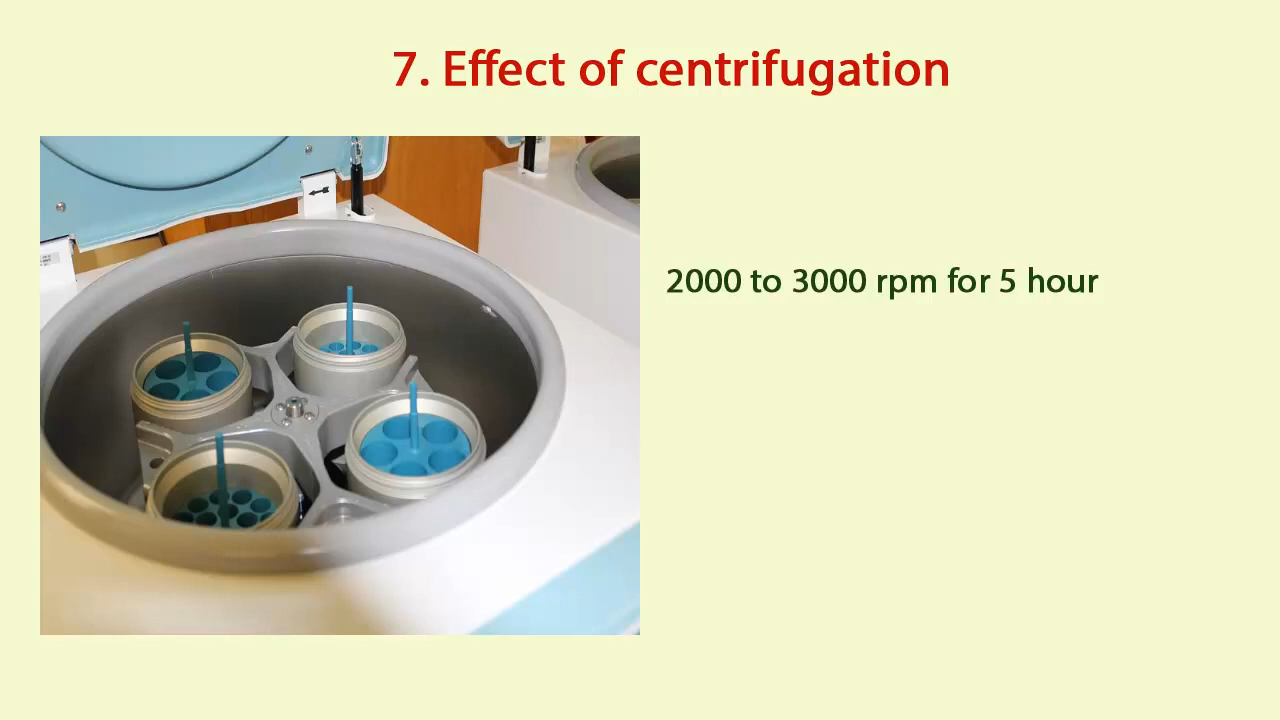 7. Effect of centrifugation
2000 to 3000 rpm for 5 hour